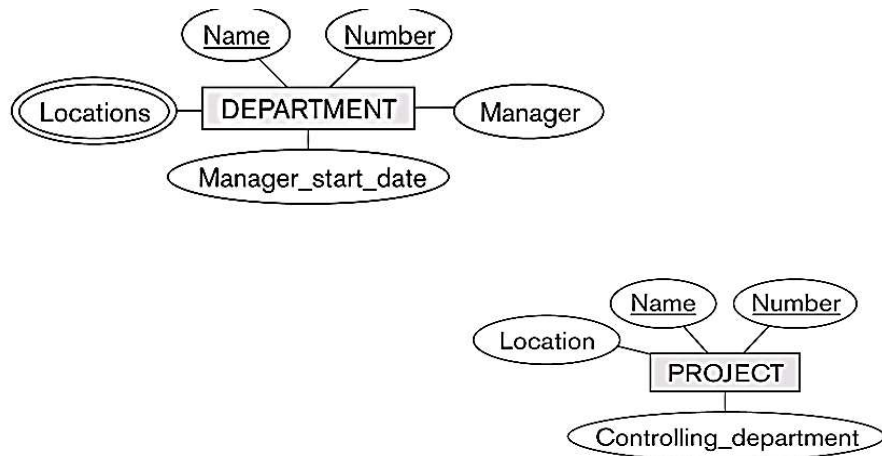 Name
Number
Locations
DEPARTMENT
Manager
Manager_start_date
Name
Number
Location
PROJECT
Controlling_department